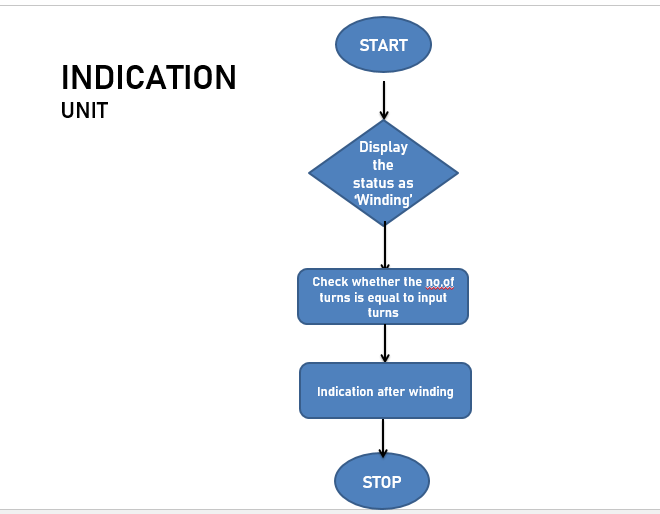 INDICATION
UNIT
START
Display
the
status as
'Winding'
Check whether the no.of
turns is equal to input
turns
Indication after winding
STOP